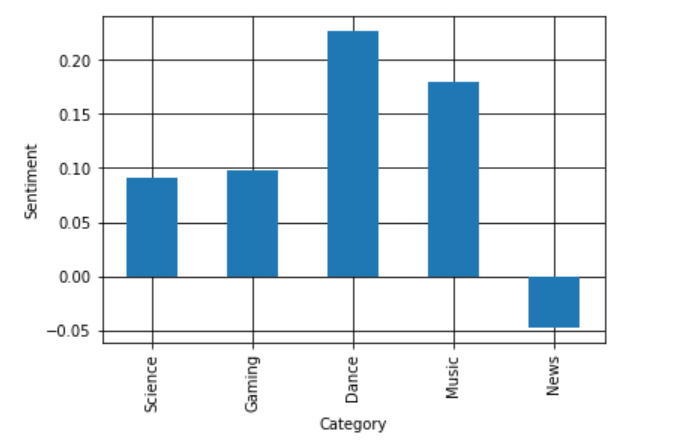 0.20
0.15
0.10
0.05
0.00
−0.05
Sentiment
Science
Gaming
Dance
Music
News
Category